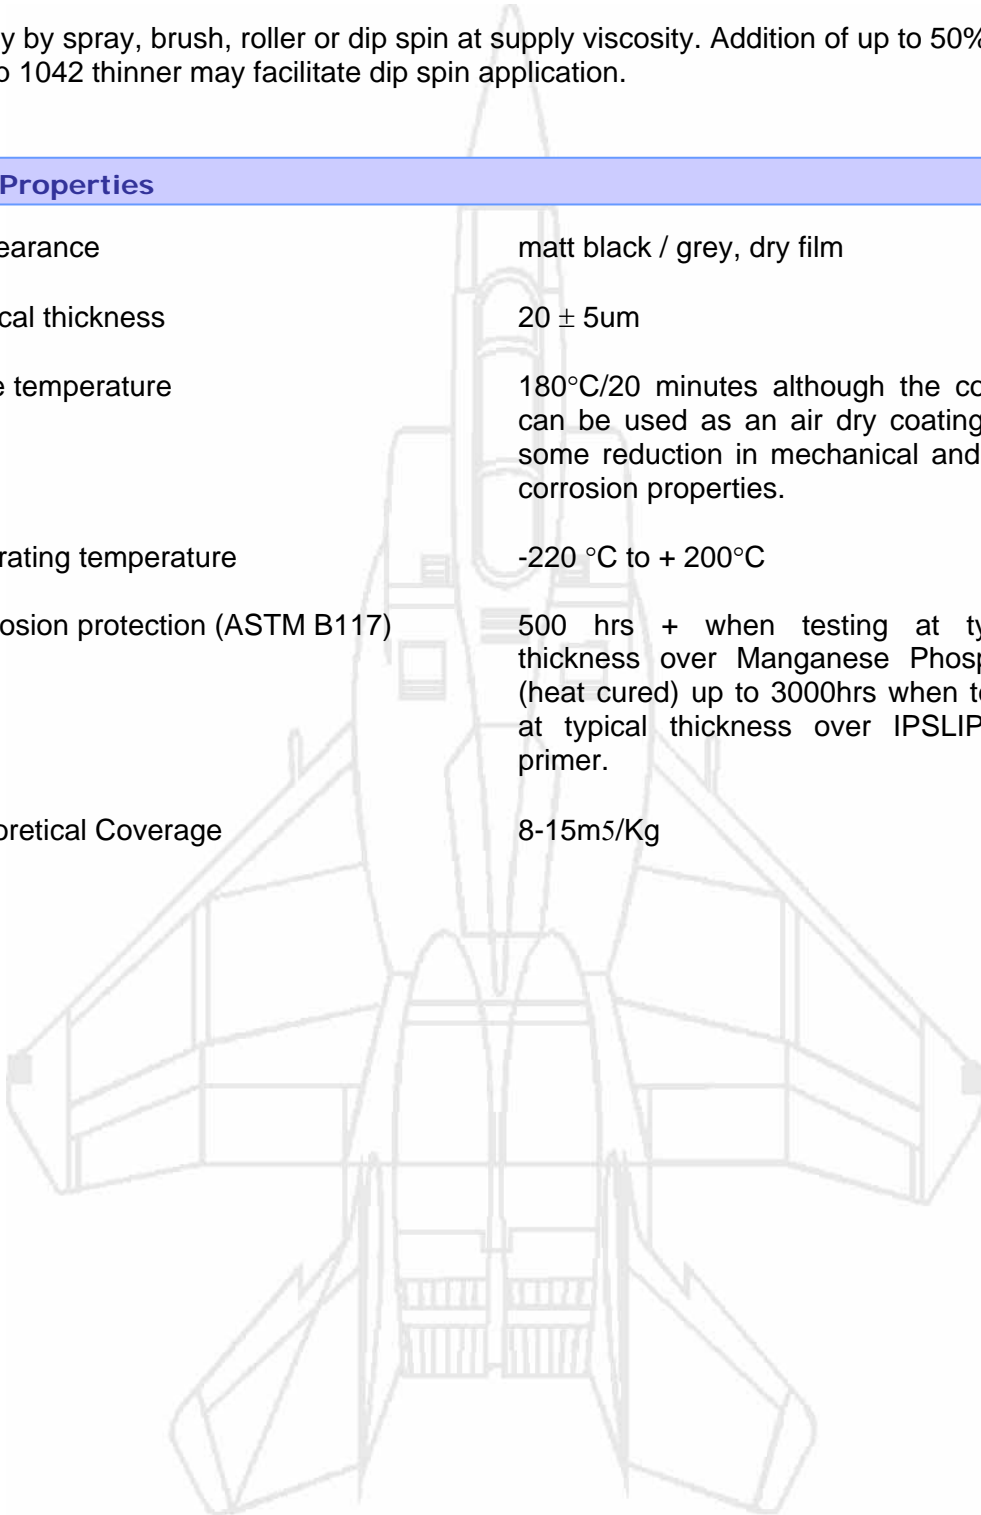 y by spray, brush, roller or dip spin at supply viscosity. Addition of up to 50%
o 1042 thinner may facilitate dip spin application.
Properties
earance matt black / grey, dry film
cal thickness 20 ± 5um
e temperature 180°C/20 minutes although the co
can be used as an air dry coating
some reduction in mechanical and
corrosion properties.
rating temperature -220 °C to + 200°C
osion protection (ASTM B117) 500 hrs + when testing at ty
thickness over Manganese Phosp
(heat cured) up to 3000hrs when te
at typical thickness over IPSLIP
primer.
oretical Coverage 8-15m5/Kg